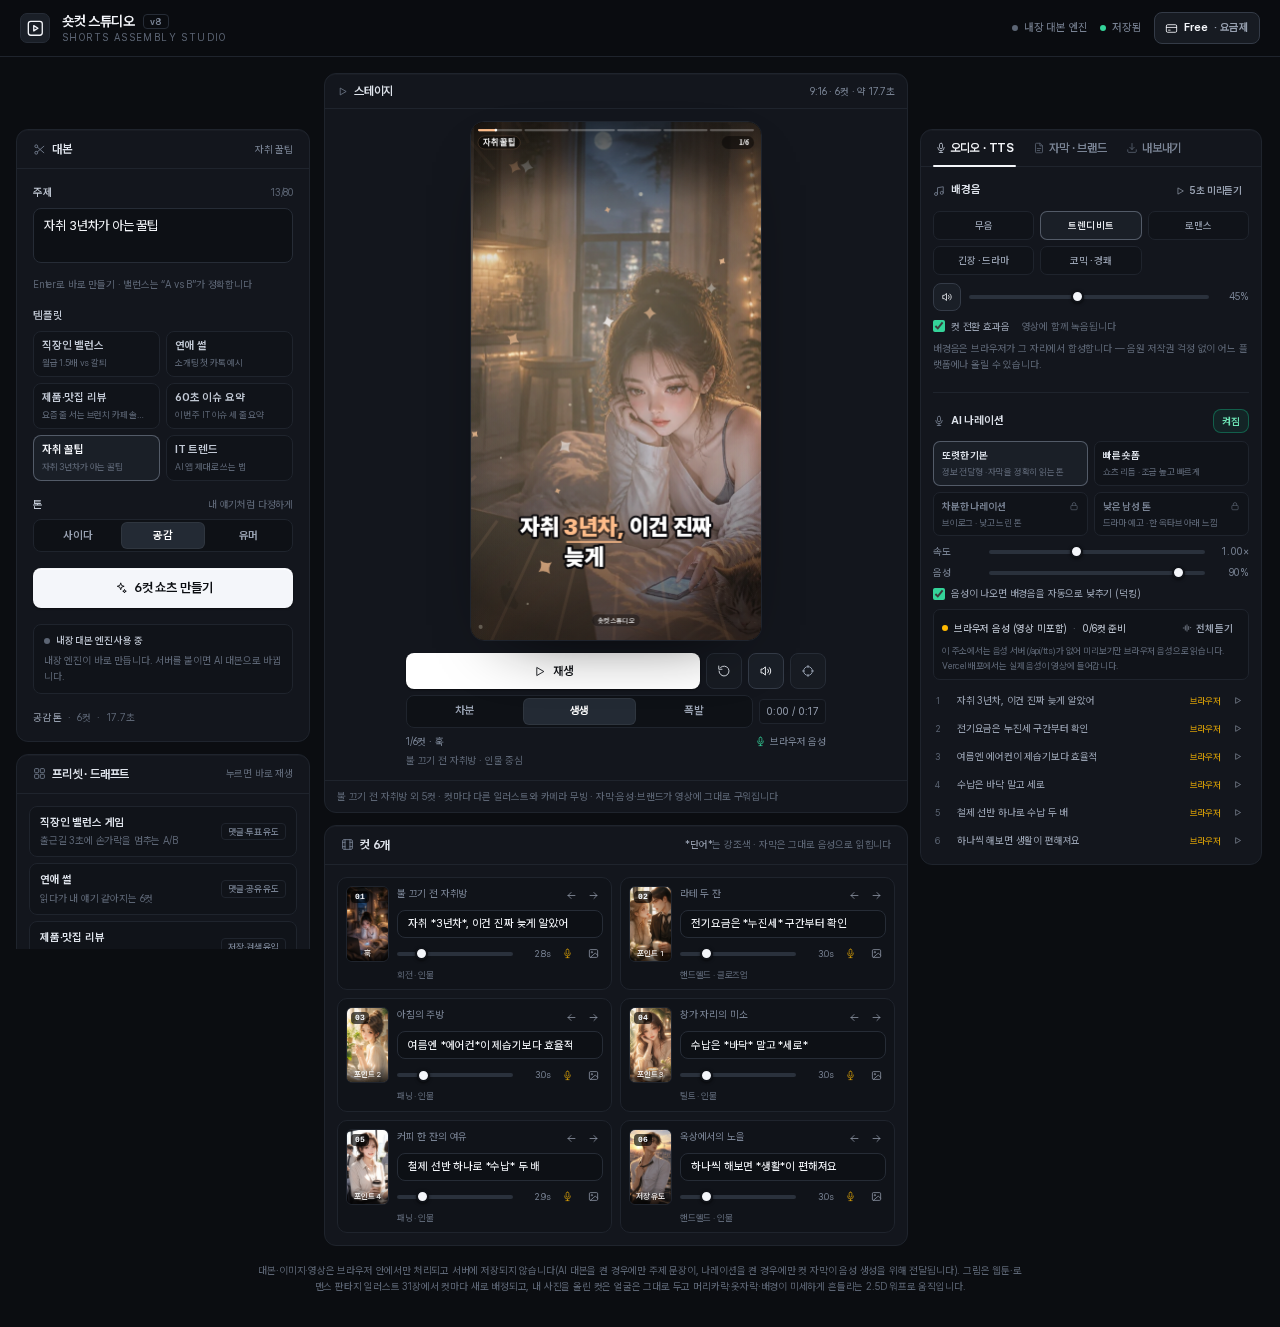 숏컷 스튜디오 v8
SHORTS ASSEMBLY STUDIO
내장 대본 엔진 저장됨 Free · 요금제
대본 자취 꿀팁
주제 13/80
자취 3년차가 아는 꿀팁
Enter로 바로 만들기 · 밸런스는 “A vs B”가 정확합니다
템플릿
직장인 밸런스
월급 1.5배 vs 칼퇴
연애 썰
소개팅 첫 카톡 예시
제품·맛집 리뷰
요즘 줄 서는 브런치 카페 솔…
60초 이슈 요약
이번주 IT 이슈 세 줄 요약
자취 꿀팁
자취 3년차가 아는 꿀팁
IT 트렌드
AI 앱 제대로 쓰는 법
톤 내 얘기처럼 다정하게
사이다 공감 유머
6컷 쇼츠 만들기
내장 대본 엔진 사용 중
내장 엔진이 바로 만듭니다. 서버를 붙이면 AI 대본으로 바뀝
니다.
공감 톤 · 6컷 · 17.7초
프리셋 · 드래프트 누르면 바로 재생
직장인 밸런스 게임
출근길 3초에 손가락을 멈추는 A/B
댓글 투표 유도
연애 썰
읽다가 내 얘기 같아지는 6컷
댓글 공유 유도
제품·맛집 리뷰
저장·검색 유입
스테이지 9:16 · 6컷 · 약 17.7초
자취 꿀팁 1/6
자취 3년차, 이건 진짜
늦게
숏컷 스튜디오
재생
차분 생생 폭발 0:00 / 0:17
1/6컷 · 훅 브라우저 음성
불 끄기 전 자취방 · 인물 중심
불 끄기 전 자취방 외 5컷 · 컷마다 다른 일러스트와 카메라 무빙 · 자막·음성·브랜드가 영상에 그대로 구워집니다
컷 6개 *단어*는 강조색 · 자막은 그대로 음성으로 읽힙니다
01 불 끄기 전 자취방 ← →
자취 *3년차*, 이건 진짜 늦게 알았어
훅 2.8s
회전 · 인물
02 라테 두 잔 ← →
전기요금은 *누진세* 구간부터 확인
포인트 1 3.0s
핸드헬드 · 클로즈업
03 아침의 주방 ← →
여름엔 *에어컨*이 제습기보다 효율적
포인트 2 3.0s
패닝 · 인물
04 창가 자리의 미소 ← →
수납은 *바닥* 말고 *세로*
포인트 3 3.0s
틸트 · 인물
05 커피 한 잔의 여유 ← →
철제 선반 하나로 *수납* 두 배
포인트 4 2.9s
패닝 · 인물
06 옥상에서의 노을 ← →
하나씩 해보면 *생활*이 편해져요
저장 유도 3.0s
핸드헬드 · 인물
오디오 · TTS 자막 · 브랜드 내보내기
배경음 5초 미리듣기
무음 트렌디 비트 로맨스
긴장 · 드라마 코믹 · 경쾌
45%
컷 전환 효과음 영상에 함께 녹음됩니다
배경음은 브라우저가 그 자리에서 합성합니다 — 음원 저작권 걱정 없이 어느 플
랫폼에나 올릴 수 있습니다.
AI 나레이션 켜짐
또렷한 기본
정보 전달형 · 자막을 정확히 읽는 톤
빠른 숏폼
쇼츠 리듬 · 조금 높고 빠르게
차분한 나레이션
브이로그 · 낮고 느린 톤
낮은 남성 톤
드라마 예고 · 한 옥타브 아래 느낌
속도 1.00×
음성 90%
음성이 나오면 배경음을 자동으로 낮추기 (덕킹)
브라우저 음성 (영상 미포함) · 0/6컷 준비 전체 듣기
이 주소에서는 음성 서버(/api/tts)가 없어 미리보기만 브라우저 음성으로 읽습니다.
Vercel 배포에서는 실제 음성이 영상에 들어갑니다.
1 자취 3년차, 이건 진짜 늦게 알았어 브라우저
2 전기요금은 누진세 구간부터 확인 브라우저
3 여름엔 에어컨이 제습기보다 효율적 브라우저
4 수납은 바닥 말고 세로 브라우저
5 철제 선반 하나로 수납 두 배 브라우저
6 하나씩 해보면 생활이 편해져요 브라우저
대본·이미지·영상은 브라우저 안에서만 처리되고 서버에 저장되지 않습니다(AI 대본을 켠 경우에만 주제 문장이, 나레이션을 켠 경우에만 컷 자막이 음성 생성을 위해 전달됩니다). 그림은 웹툰·로
맨스 판타지 일러스트 31장에서 컷마다 새로 배정되고, 내 사진을 올린 컷은 얼굴은 그대로 두고 머리카락·옷자락·배경이 미세하게 흔들리는 2.5D 워프로 움직입니다.